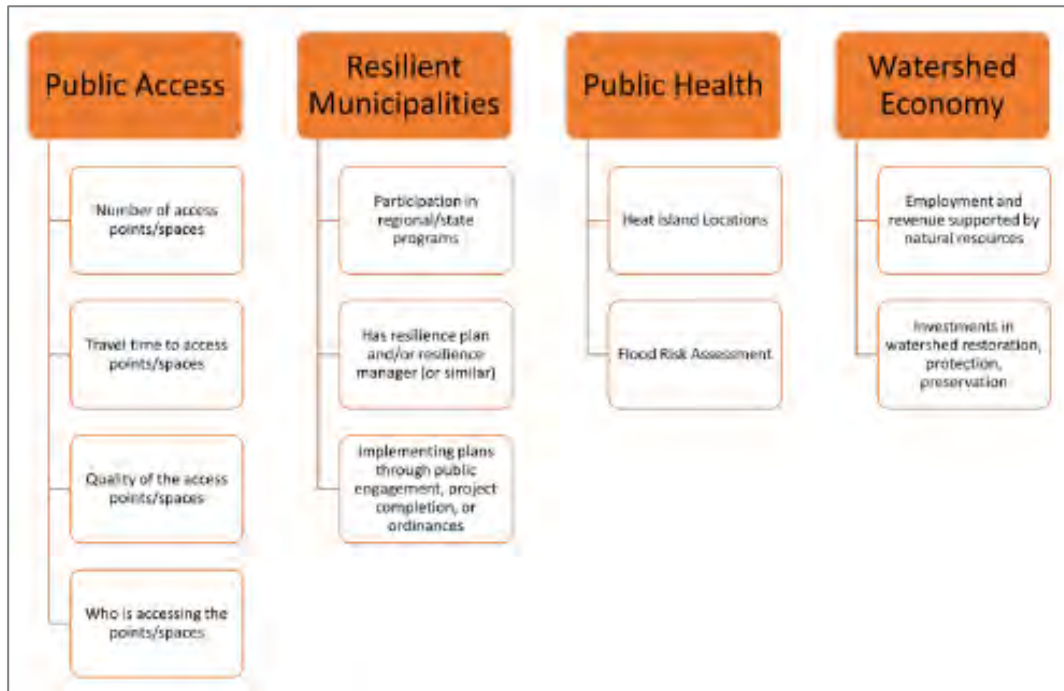 Public Access
Number of access
points/spaces
Travel time to access
points/spaces
Quality of the access
points/spaces
Who is accessing the
points/spaces
Resilient
Municipalities
Participation in
regional/state
programs
Has resilience plan
and/or resilience
manager (or similar)
Implementing plans
through public
engagement, project
completion, or
ordinances
Public Health
Heat Island Locations
Flood Risk Assessment
Watershed
Economy
Employment and
revenue supported by
natural resources
Investments in
watershed restoration,
protection,
preservation